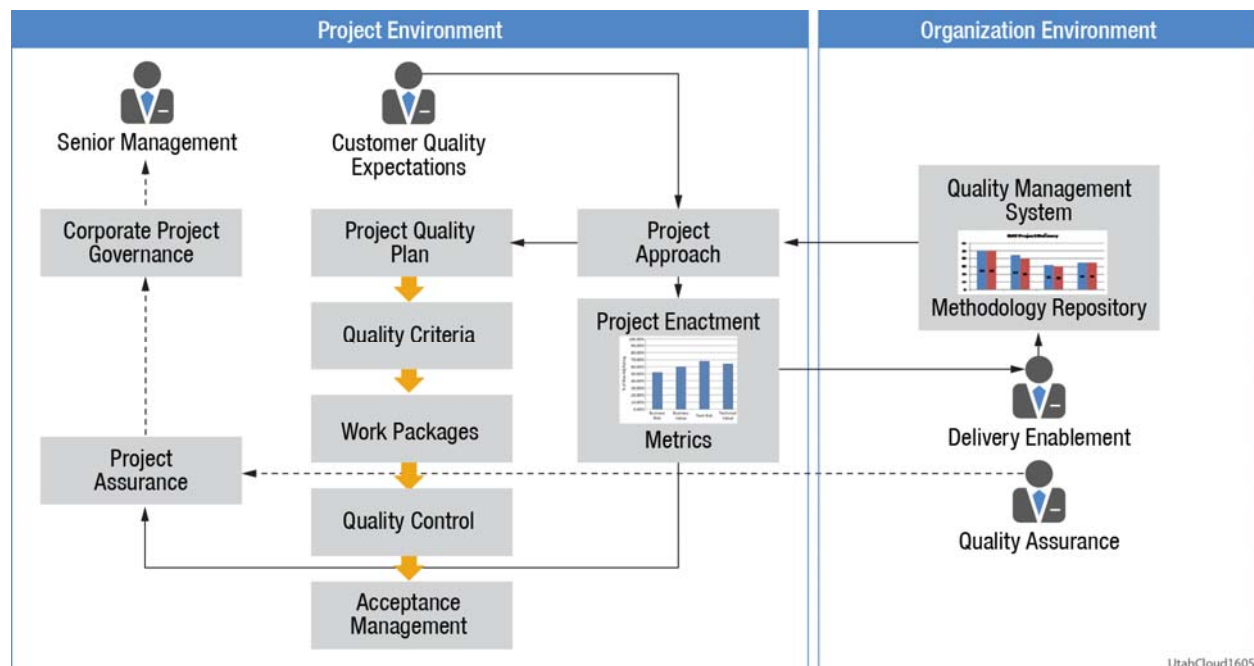 Project Environment
Organization Environment
Senior Management
Customer Quality
Expectations
Corporate Project
Governance
Project Quality
Plan
Project
Approach
Quality Management
System
Methodology Repository
Quality Criteria
Project Enactment
Metrics
Work Packages
Delivery Enablement
Project
Assurance
Quality Control
Quality Assurance
Acceptance
Management
UtahCloud1605